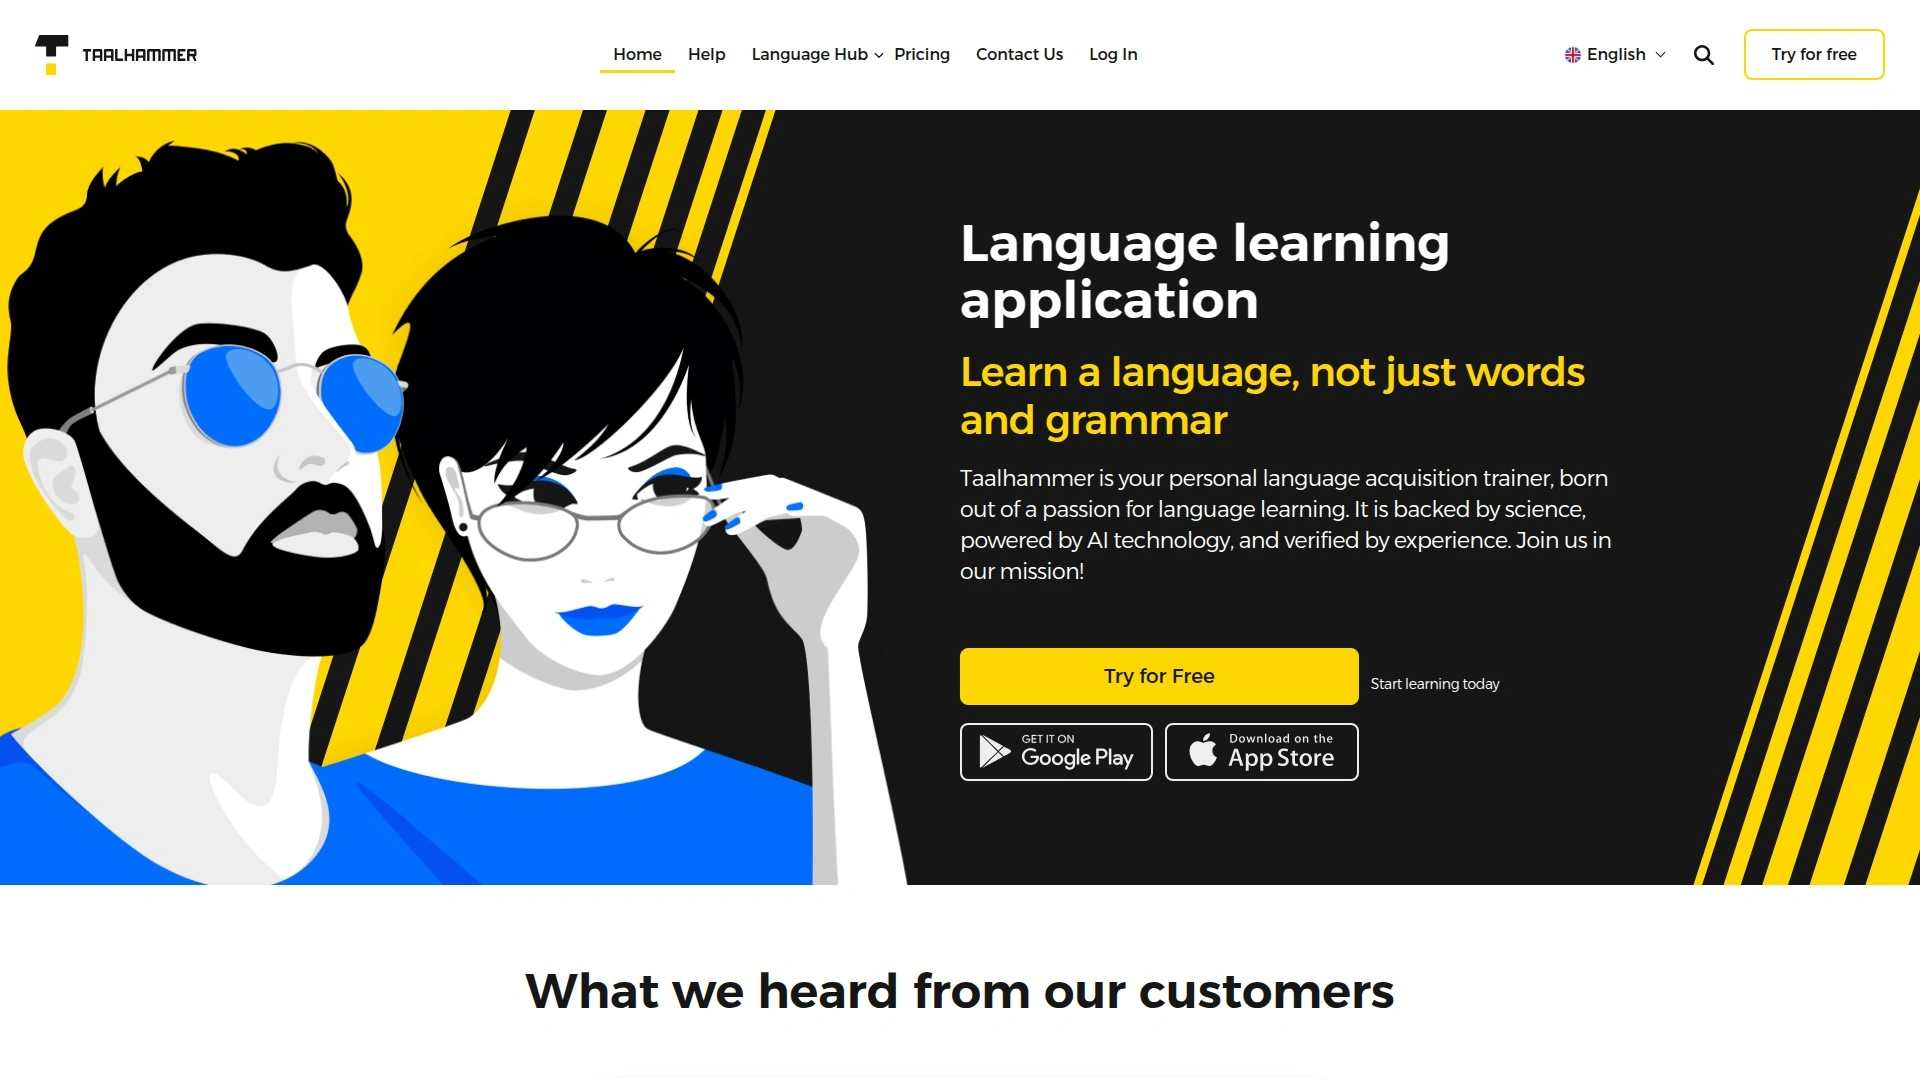 TAALHAMMER
Home Help Language Hub Pricing Contact Us Log In
English
Try for free
Language learning
application
Learn a language, not just words
and grammar
Taalhammer is your personal language acquisition trainer, born
out of a passion for language learning. It is backed by science,
powered by AI technology, and verified by experience. Join us in
our mission!
Try for Free
Start learning today
GET IT ON
Google Play
Download on the
App Store
What we heard from our customers